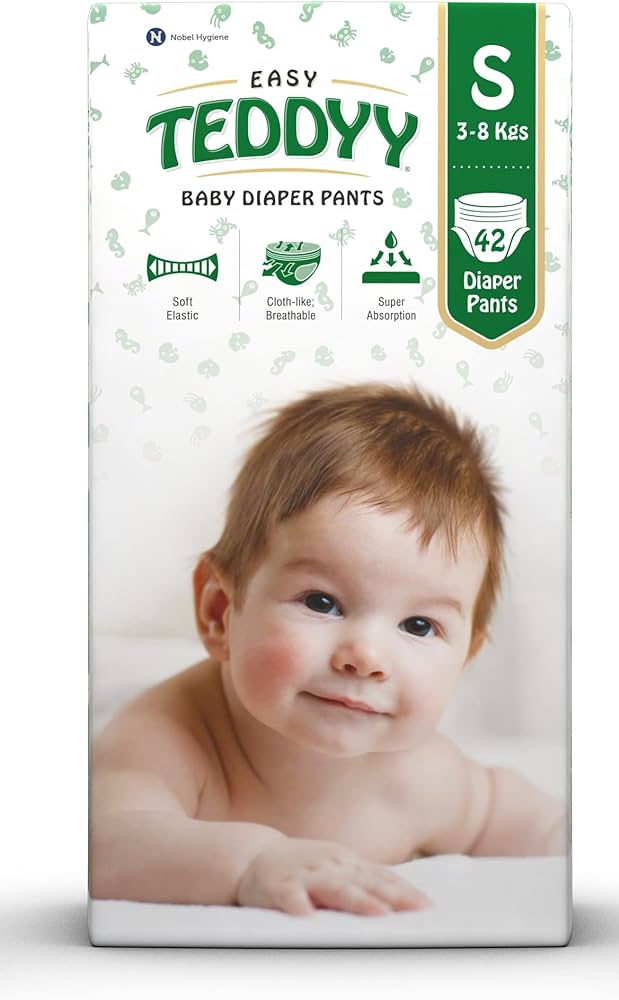 Nobel Hygiene
EASY
TEDDYY®
BABY DIAPER PANTS
Soft
Elastic
Cloth-like;
Breathable
Super
Absorption
S
3-8 Kgs
42
Diaper
Pants